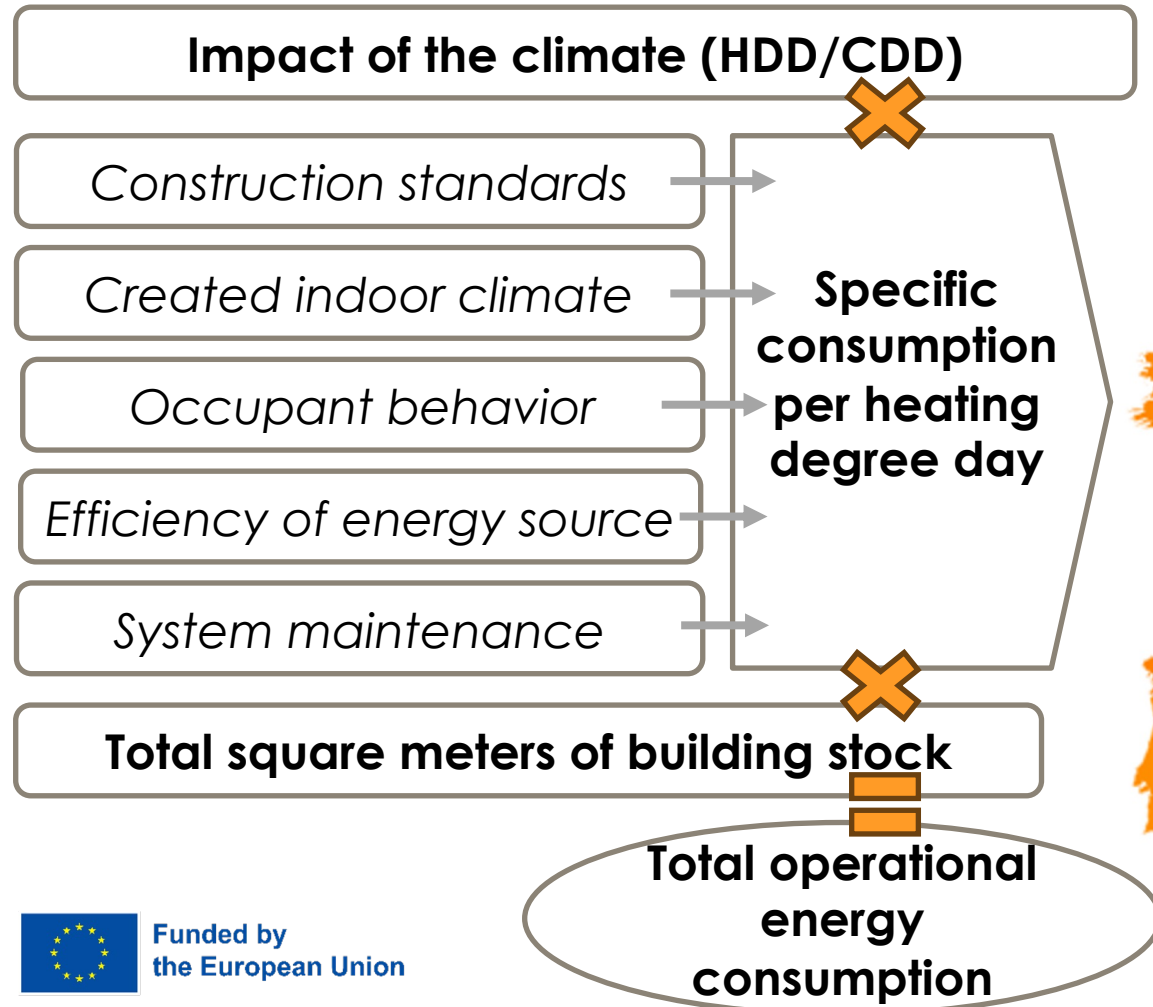 Impact of the climate (HDD/CDD)
Construction standards
Created indoor climate
Occupant behavior
Efficiency of energy source
System maintenance
Specific
consumption
per heating
degree day
Total square meters of building stock
Total operational
energy
consumption
Funded by
the European Union